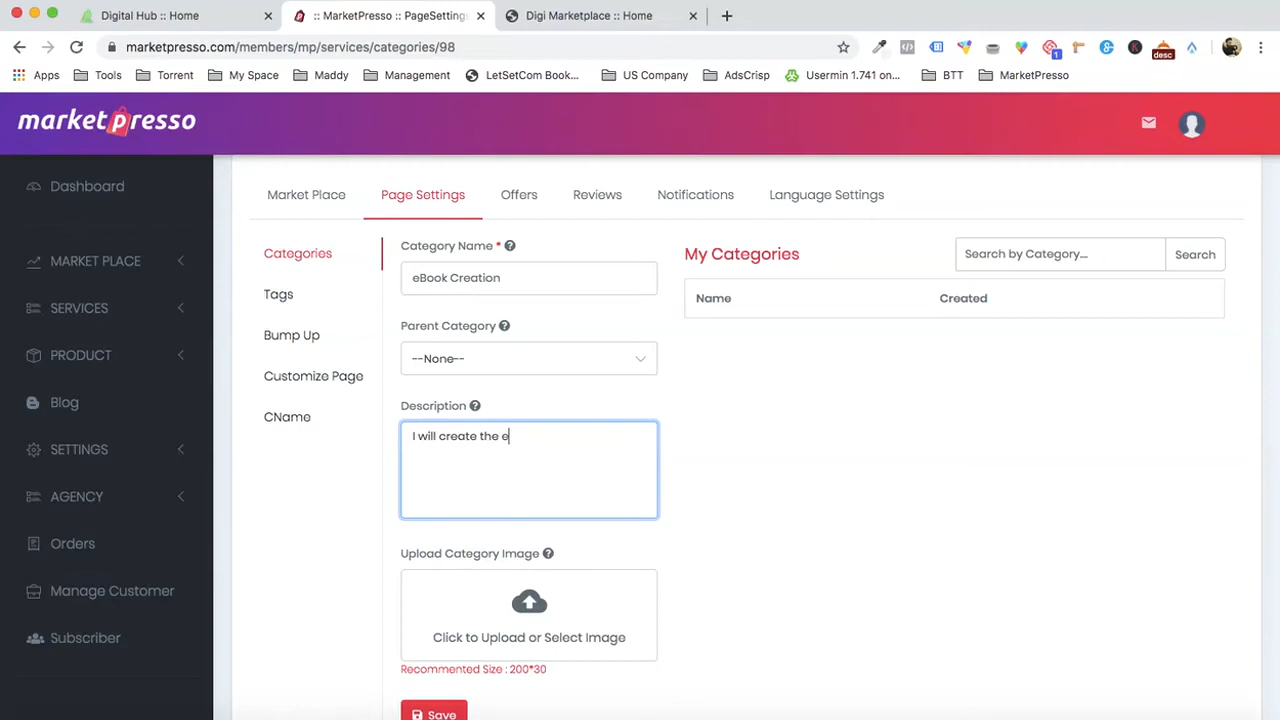 Digital Hub :: Home
:: MarketPresso :: PageSettings
Digi Marketplace :: Home
marketpresso.com/members/mp/services/categories/98
1
desc
Apps
Tools
Torrent
My Space
Maddy
Management
LetSetCom Book...
US Company
AdsCrisp
Usermin 1.741 on...
BTT
MarketPresso
marketpresso
Dashboard
MARKET PLACE
SERVICES
PRODUCT
Blog
SETTINGS
AGENCY
Orders
Manage Customer
Subscriber
Market Place
Page Settings
Offers
Reviews
Notifications
Language Settings
Categories
Tags
Bump Up
Customize Page
CName
Category Name *
eBook Creation
Parent Category
--None--
Description
I will create the e
Upload Category Image
Click to Upload or Select Image
Recommented Size : 200*30
Save
My Categories
Search by Category...
Search
Name
Created